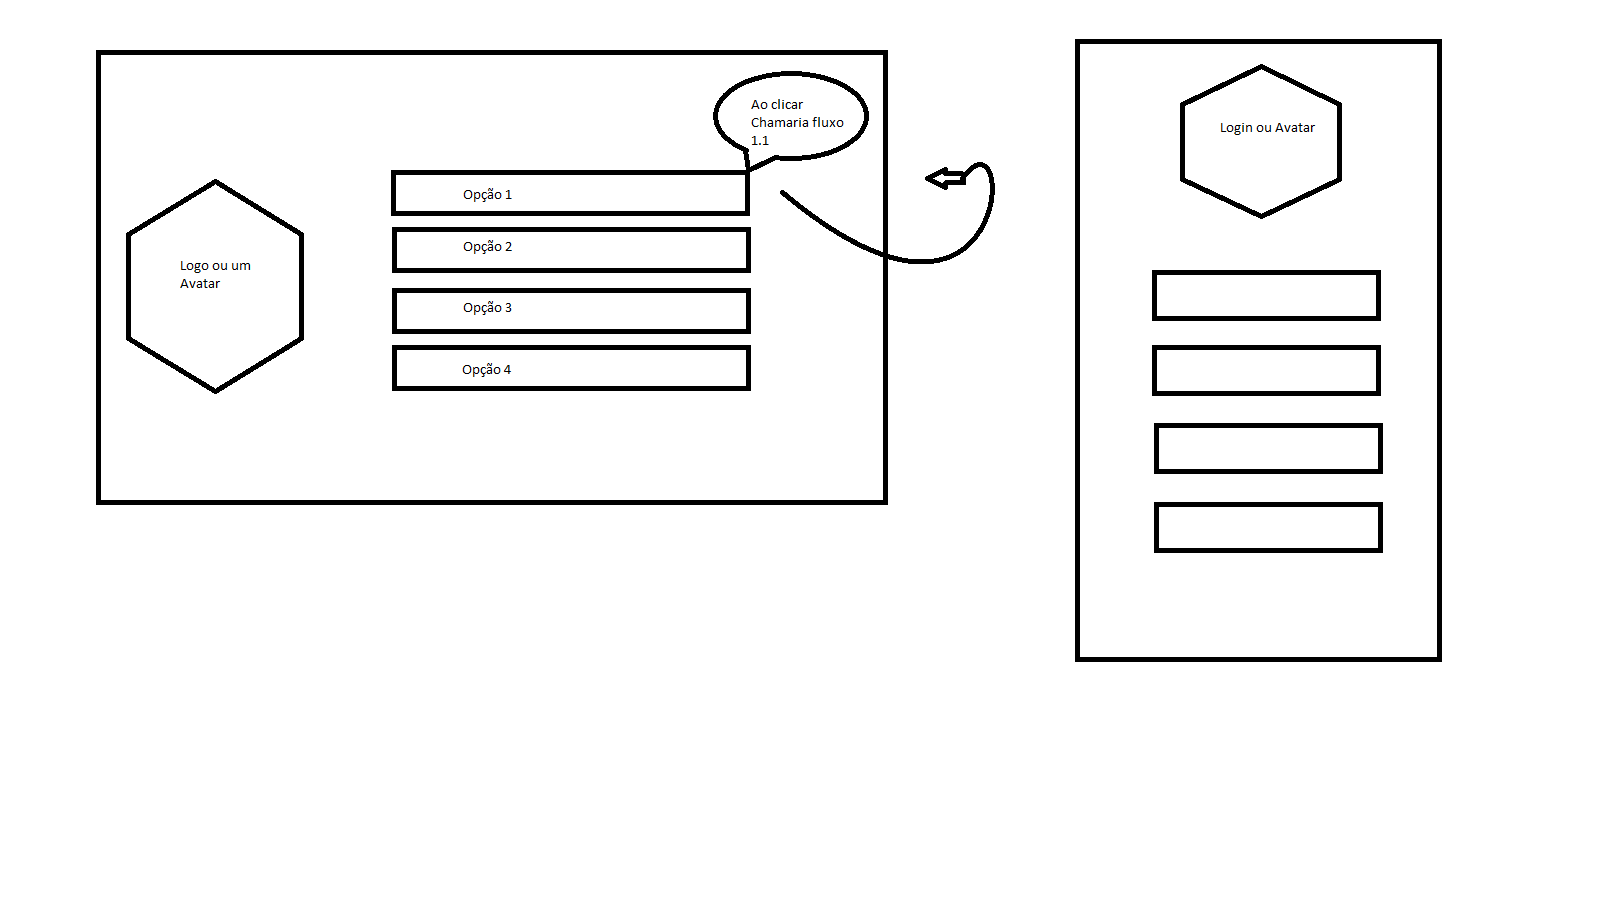 Ao clicar
Chamaria fluxo
1.1
Opção 1
Opção 2
Opção 3
Opção 4
Logo ou um
Avatar
Login ou Avatar